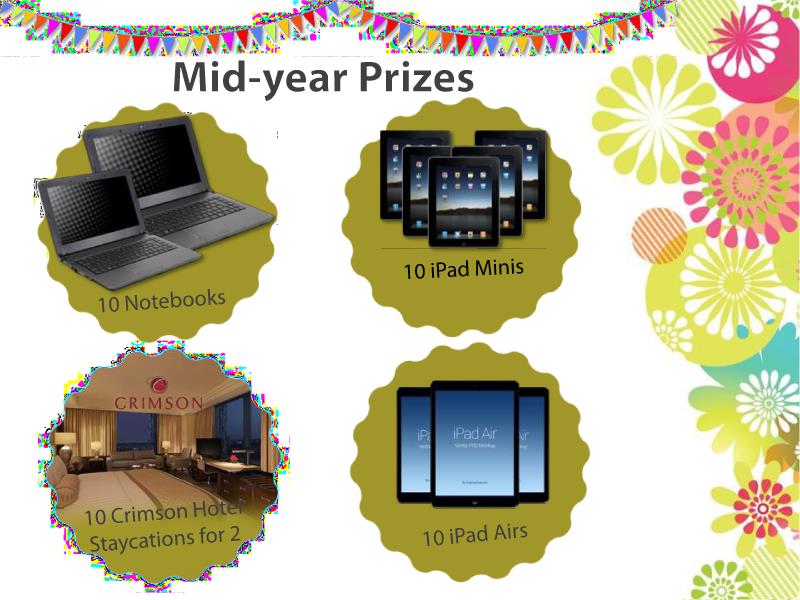 Mid-year Prizes
10 Notebooks
10 iPad Minis
CRIMSON
10 Crimson Hotel
Staycations for 2
iPad Air
10 iPad Airs